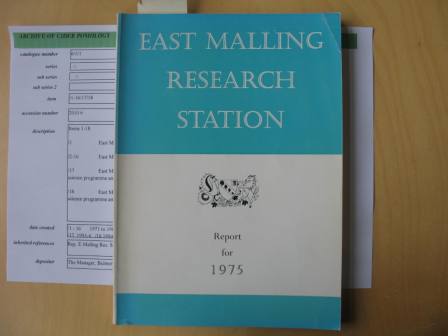 ARCHIVE OF CIDER POMOLOGY
catalogue number
series
sub series
sub series 2
item
accession number
description
Items 1-18
East M
East M
East M
science programme an
East M
science programme an
date created
inherited references
depositor
The Manager, Bulmer
EAST MALLING
RESEARCH
STATION
Report
for
1975